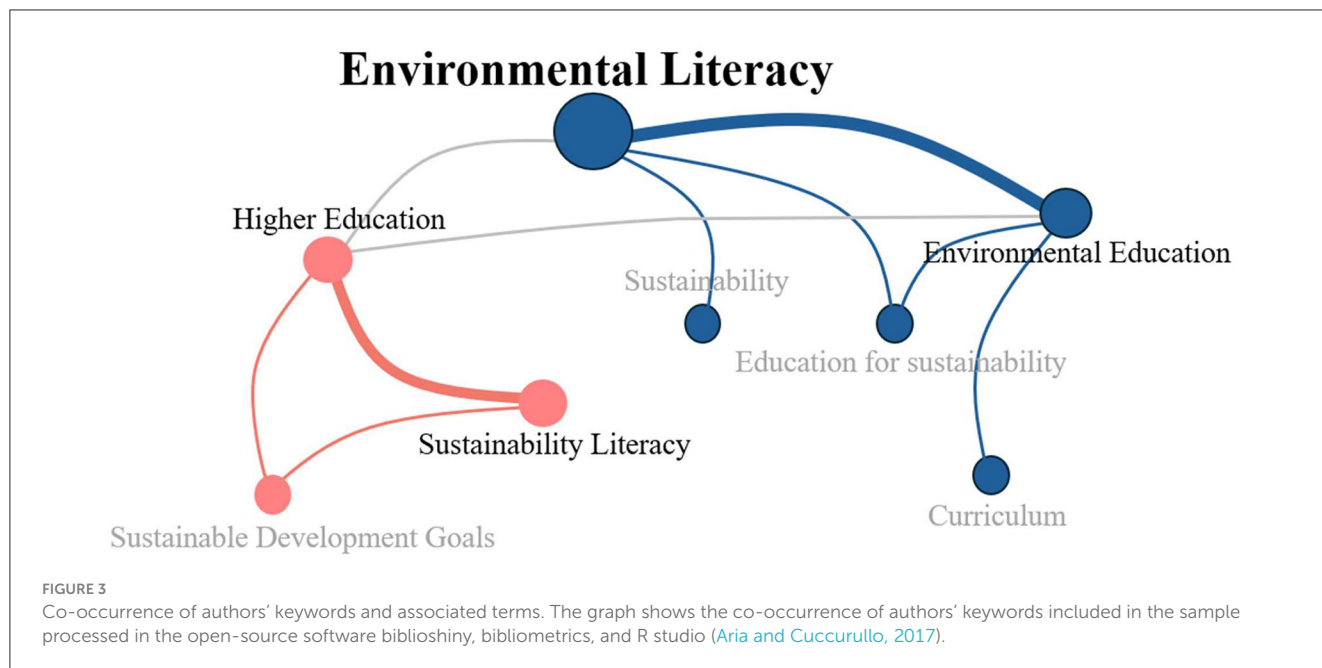 Environmental Literacy
Higher Education
Environmental Education
Sustainability
Education for sustainability
Sustainability Literacy
Curriculum
Sustainable Development Goals
FIGURE 3
Co-occurrence of authors' keywords and associated terms. The graph shows the co-occurrence of authors' keywords included in the sample
processed in the open-source software biblioshiny, bibliometrics, and R studio (Aria and Cuccurullo, 2017).